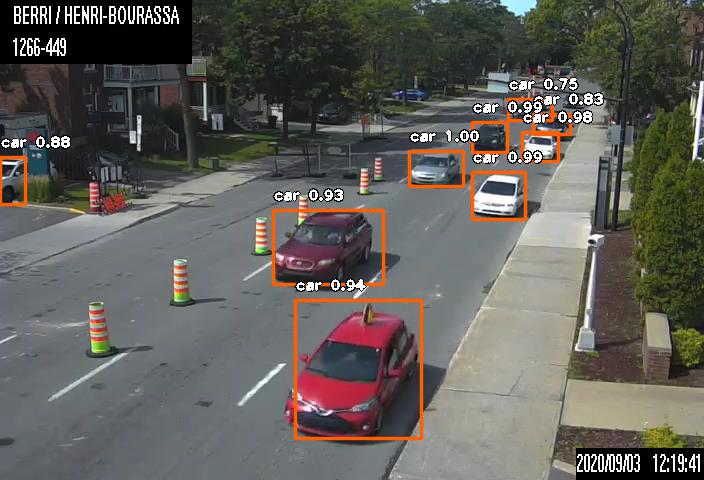 BERRI / HENRI-BOURASSA
1266-449
car 0.75
car 0.83
car 0.99
car 0.98
car 1.00
car 0.88
car 0.99
car 0.93
car 0.94
2020/09/03 12:19:41